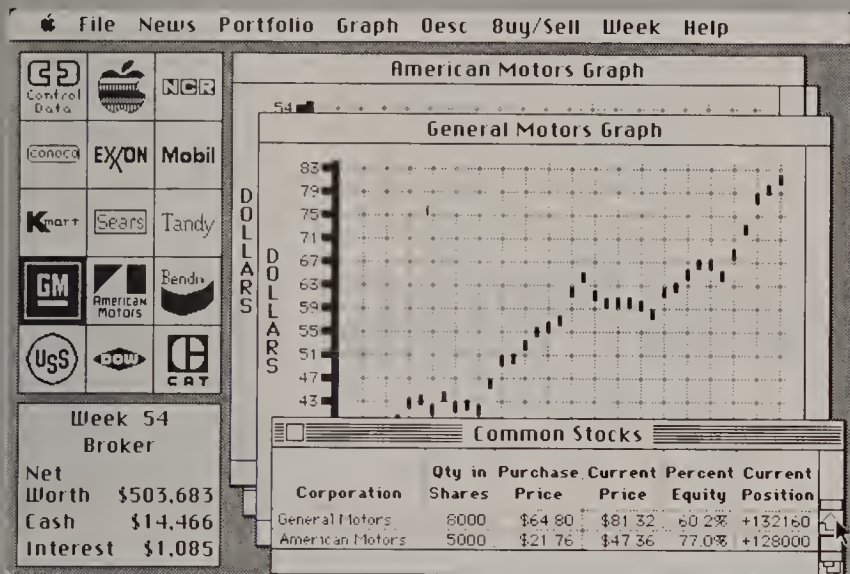 File News Portfolio Graph Desc Buy/Sell Week Help
Control Data
NCR
conoco
EXXON
Mobil
Kmart
Sears
Tandy
GM
American Motors
Bendix
USS
DOW
CAT
Week 54
Broker
Net
Worth $503,683
Cash $14,466
Interest $1,085
American Motors Graph
54
DOLLARS
General Motors Graph
DOLLARS
83
79
75
71
67
63
59
55
51
47
43
Common Stocks
Qty in Purchase Current Percent Current
Corporation Shares Price Price Equity Position
General Motors 8000 $64.80 $81.32 60.2% +132160
American Motors 5000 $21.76 $47.36 77.0% +128000